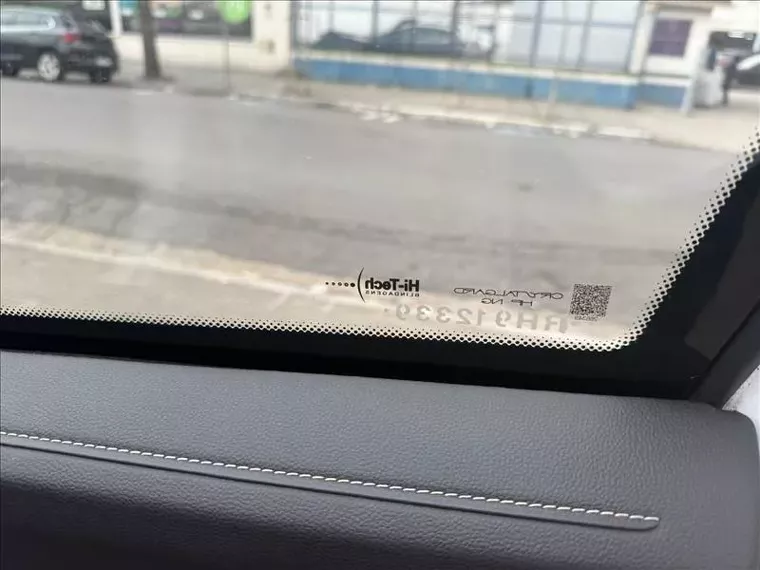 Hi-Tech
BLINDAGENS
CRYSTALGARD
HP NG
RH912339